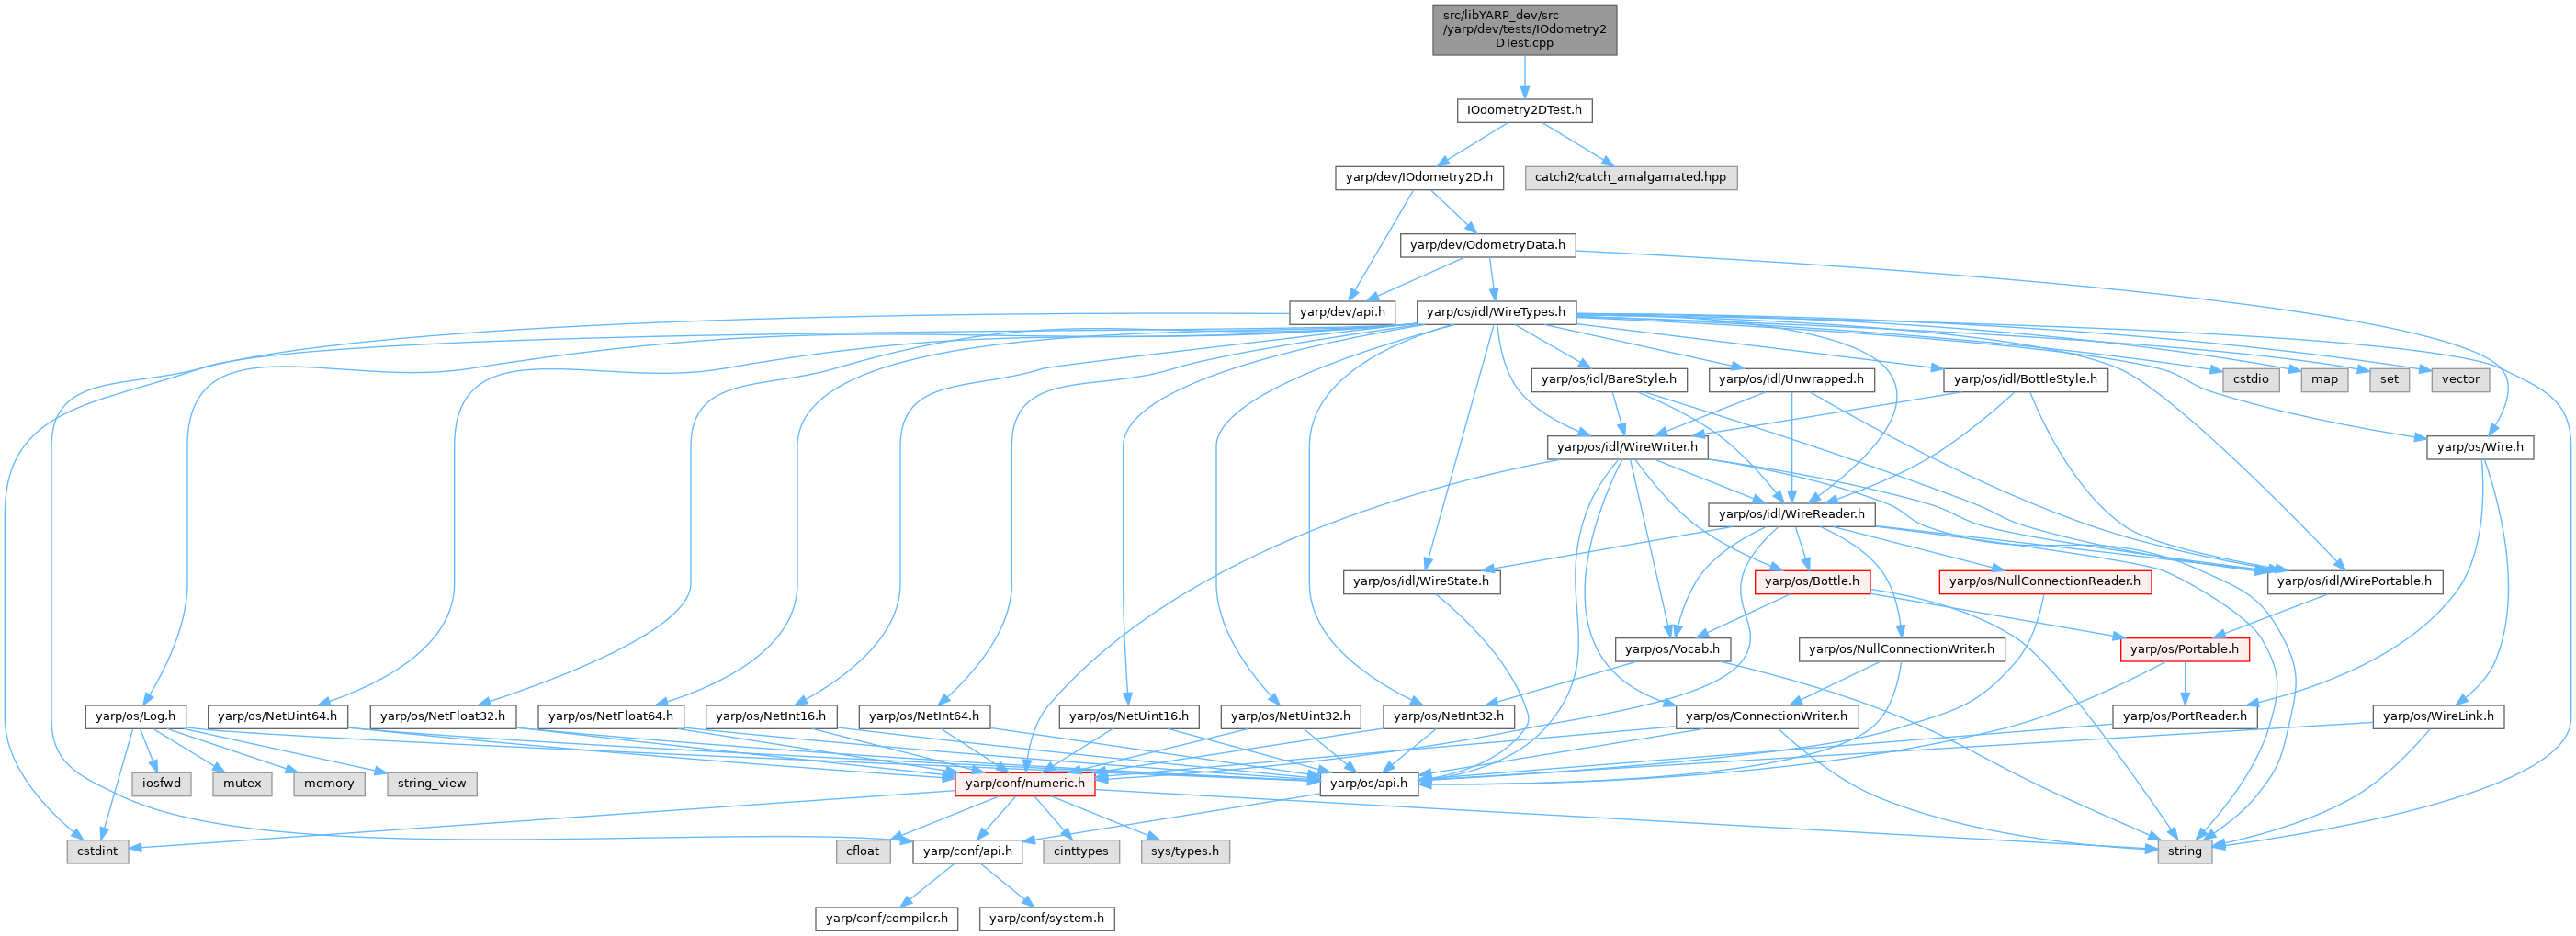 src/libYARP_dev/src
/yarp/dev/tests/IOdometry2
DTest.cpp
IOdometry2DTest.h
yarp/dev/IOdometry2D.h
catch2/catch_amalgamated.hpp
yarp/dev/OdometryData.h
yarp/dev/api.h
yarp/os/idl/WireTypes.h
yarp/os/idl/BareStyle.h
yarp/os/idl/Unwrapped.h
yarp/os/idl/BottleStyle.h
cstdio
map
set
vector
yarp/os/idl/WireWriter.h
yarp/os/Wire.h
yarp/os/idl/WireReader.h
yarp/os/idl/WireState.h
yarp/os/Bottle.h
yarp/os/NullConnectionReader.h
yarp/os/idl/WirePortable.h
yarp/os/Vocab.h
yarp/os/NullConnectionWriter.h
yarp/os/Portable.h
yarp/os/Log.h
yarp/os/NetUint64.h
yarp/os/NetFloat32.h
yarp/os/NetFloat64.h
yarp/os/NetInt16.h
yarp/os/NetInt64.h
yarp/os/NetUint16.h
yarp/os/NetUint32.h
yarp/os/NetInt32.h
yarp/os/ConnectionWriter.h
yarp/os/PortReader.h
yarp/os/WireLink.h
iosfwd
mutex
memory
string_view
yarp/conf/numeric.h
yarp/os/api.h
cstdint
cfloat
yarp/conf/api.h
cinttypes
sys/types.h
string
yarp/conf/compiler.h
yarp/conf/system.h